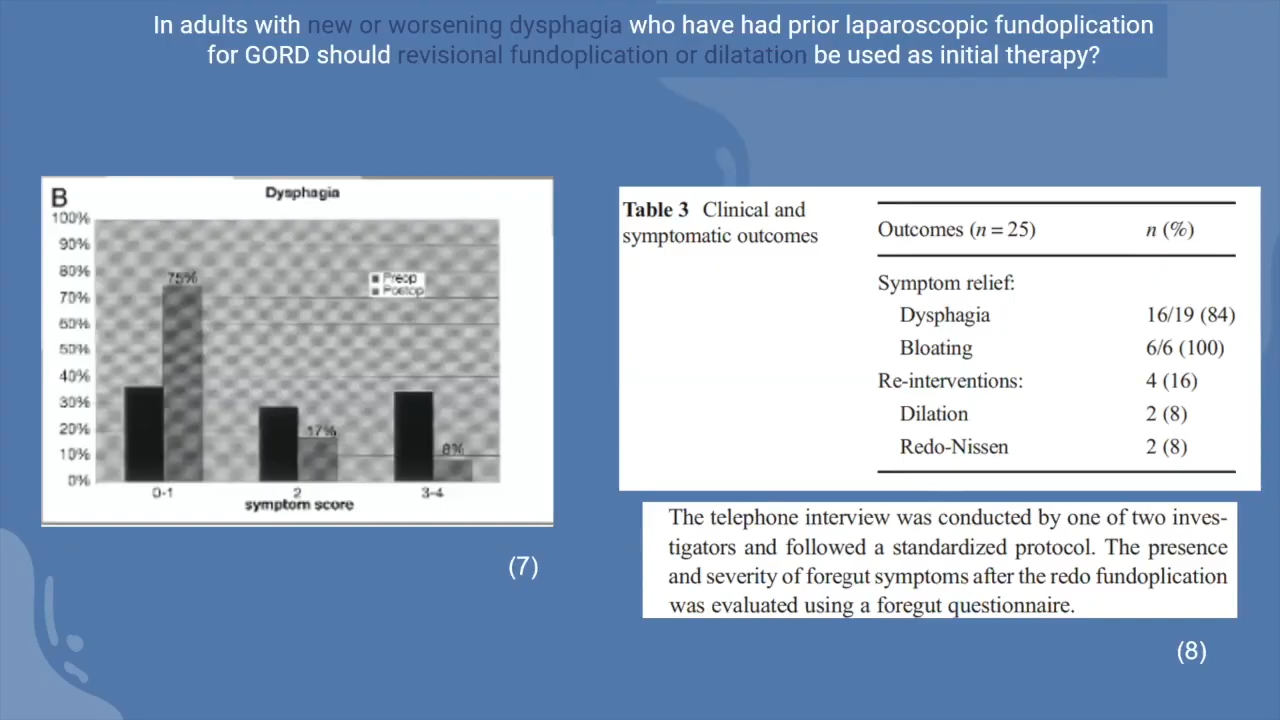 In adults with new or worsening dysphagia who have had prior laparoscopic fundoplication
for GORD should revisional fundoplication or dilatation be used as initial therapy?
B
Dysphagia
100%
90%
80%
70%
60%
50%
40%
30%
20%
10%
0%
75%
17%
8%
Preop
Postop
0-1
2
3-4
symptom score
(7)
Table 3 Clinical and
symptomatic outcomes
Outcomes (n = 25) n (%)
Symptom relief:
Dysphagia 16/19 (84)
Bloating 6/6 (100)
Re-interventions: 4 (16)
Dilation 2 (8)
Redo-Nissen 2 (8)
The telephone interview was conducted by one of two inves-
tigators and followed a standardized protocol. The presence
and severity of foregut symptoms after the redo fundoplication
was evaluated using a foregut questionnaire.
(8)